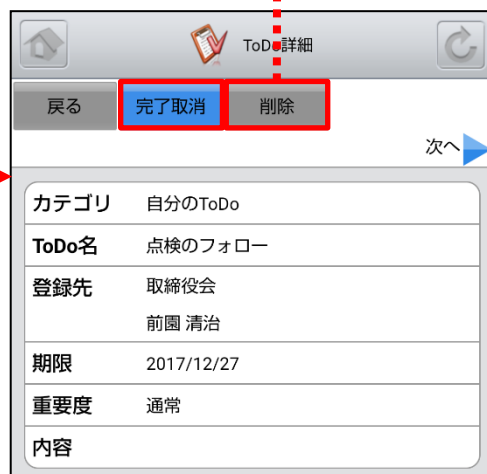 ToDo詳細
戻る 完了取消 削除
次へ
カテゴリ 自分のToDo
ToDo名 点検のフォロー
登録先 取締役会
前園 清治
期限 2017/12/27
重要度 通常
内容